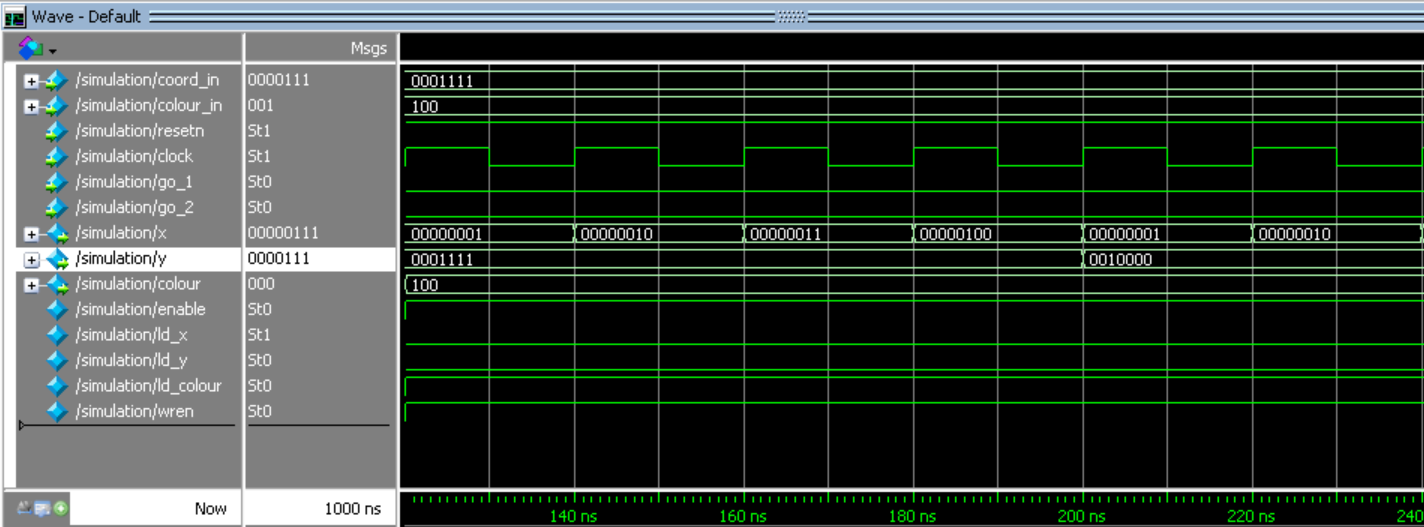 Wave - Default
Msgs
/simulation/coord_in 0000111 0001111
/simulation/colour_in 001 100
/simulation/resetn St1
/simulation/clock St1
/simulation/go_1 St0
/simulation/go_2 St0
/simulation/x 00000111 00000001 00000010 00000011 00000100 00000001 00000010
/simulation/y 0000111 0001111 0010000
/simulation/colour 000 100
/simulation/enable St0
/simulation/ld_x St1
/simulation/ld_y St0
/simulation/ld_colour St0
/simulation/wren St0
Now 1000 ns 140 ns 160 ns 180 ns 200 ns 220 ns 240